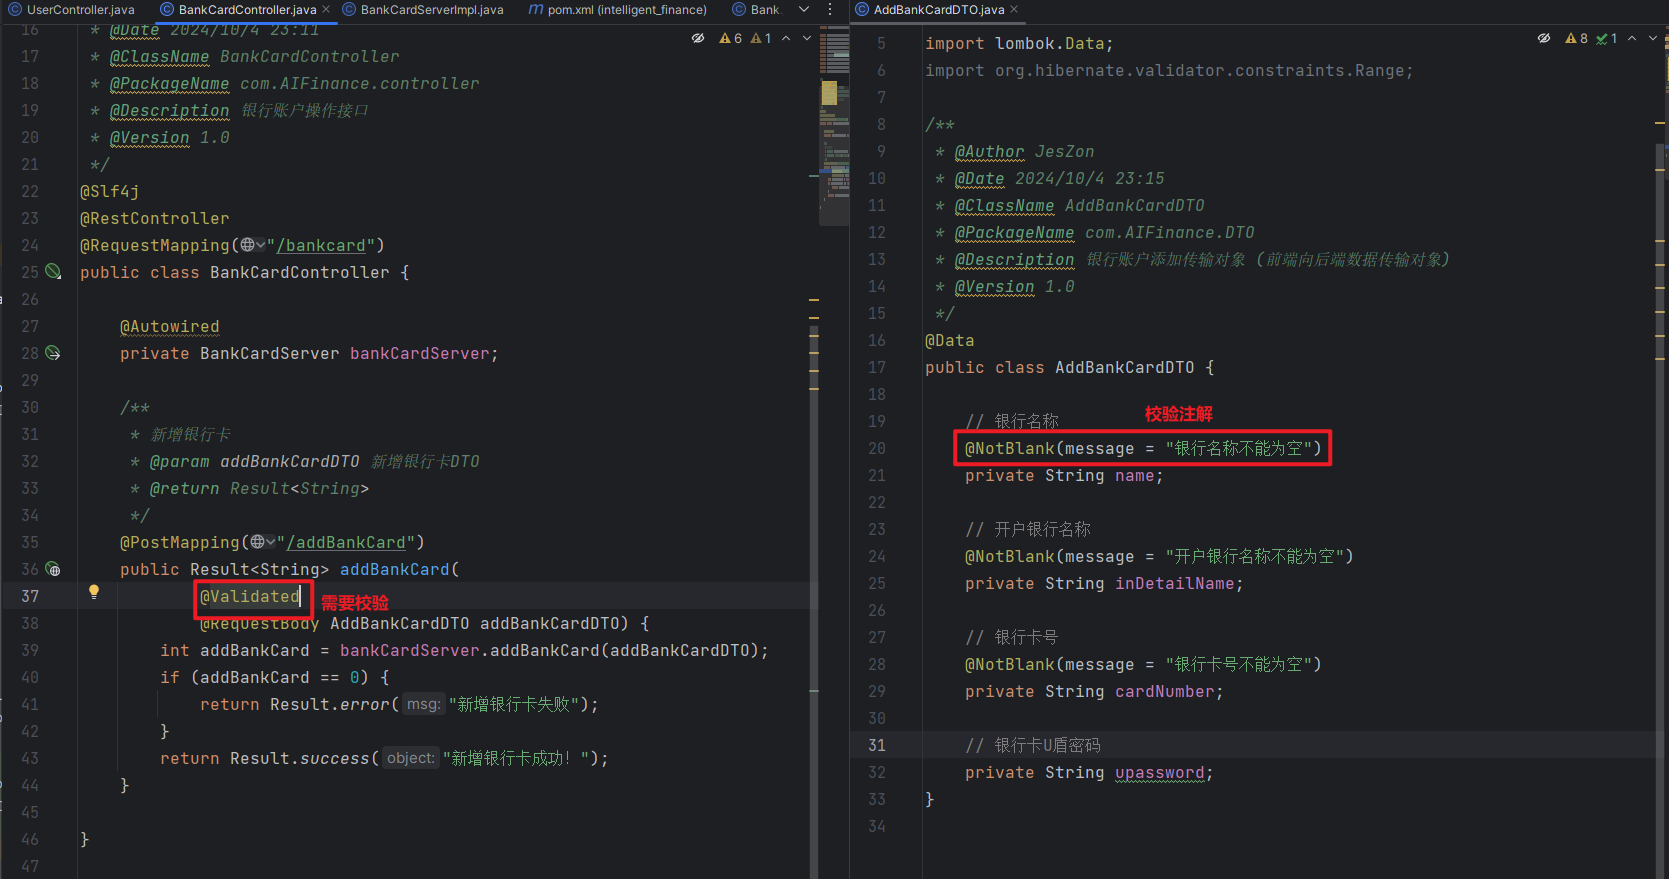 UserController.java
BankCardController.java
BankCardServerImpl.java
pom.xml (intelligent_finance)
Bank
16 * @Date 2024/10/4 23:11
6 1
17 * @ClassName BankCardController
18 * @PackageName com.AIFinance.controller
19 * @Description 银行账户操作接口
20 * @Version 1.0
21 */
22 @Slf4j
23 @RestController
24 @RequestMapping("/bankcard")
25 public class BankCardController {
26
27 @Autowired
28 private BankCardServer bankCardServer;
29
30 /**
31 * 新增银行卡
32 * @param addBankCardDTO 新增银行卡DTO
33 * @return Result<String>
34 */
35 @PostMapping("/addBankCard")
36 public Result<String> addBankCard(
37 @Validated 需要校验
38 @RequestBody AddBankCardDTO addBankCardDTO) {
39 int addBankCard = bankCardServer.addBankCard(addBankCardDTO);
40 if (addBankCard == 0) {
41 return Result.error( msg: "新增银行卡失败");
42 }
43 return Result.success( object: "新增银行卡成功！");
44 }
45
46 }
47
AddBankCardDTO.java
8 1
5 import lombok.Data;
6 import org.hibernate.validator.constraints.Range;
7
8 /**
9 * @Author JesZon
10 * @Date 2024/10/4 23:15
11 * @ClassName AddBankCardDTO
12 * @PackageName com.AIFinance.DTO
13 * @Description 银行账户添加传输对象 (前端向后端数据传输对象)
14 * @Version 1.0
15 */
16 @Data
17 public class AddBankCardDTO {
18
校验注解
19 // 银行名称
20 @NotBlank(message = "银行名称不能为空")
21 private String name;
22
23 // 开户银行名称
24 @NotBlank(message = "开户银行名称不能为空")
25 private String inDetailName;
26
27 // 银行卡号
28 @NotBlank(message = "银行卡号不能为空")
29 private String cardNumber;
30
31 // 银行卡U盾密码
32 private String upassword;
33 }
34